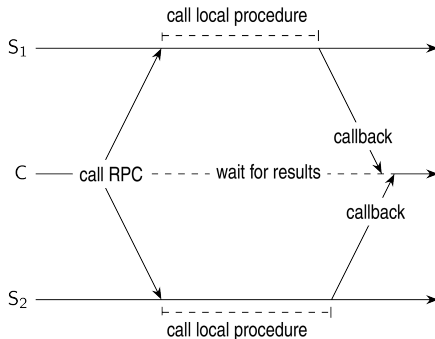 call local procedure
S1
callback
C
call RPC
wait for results
callback
S2
call local procedure